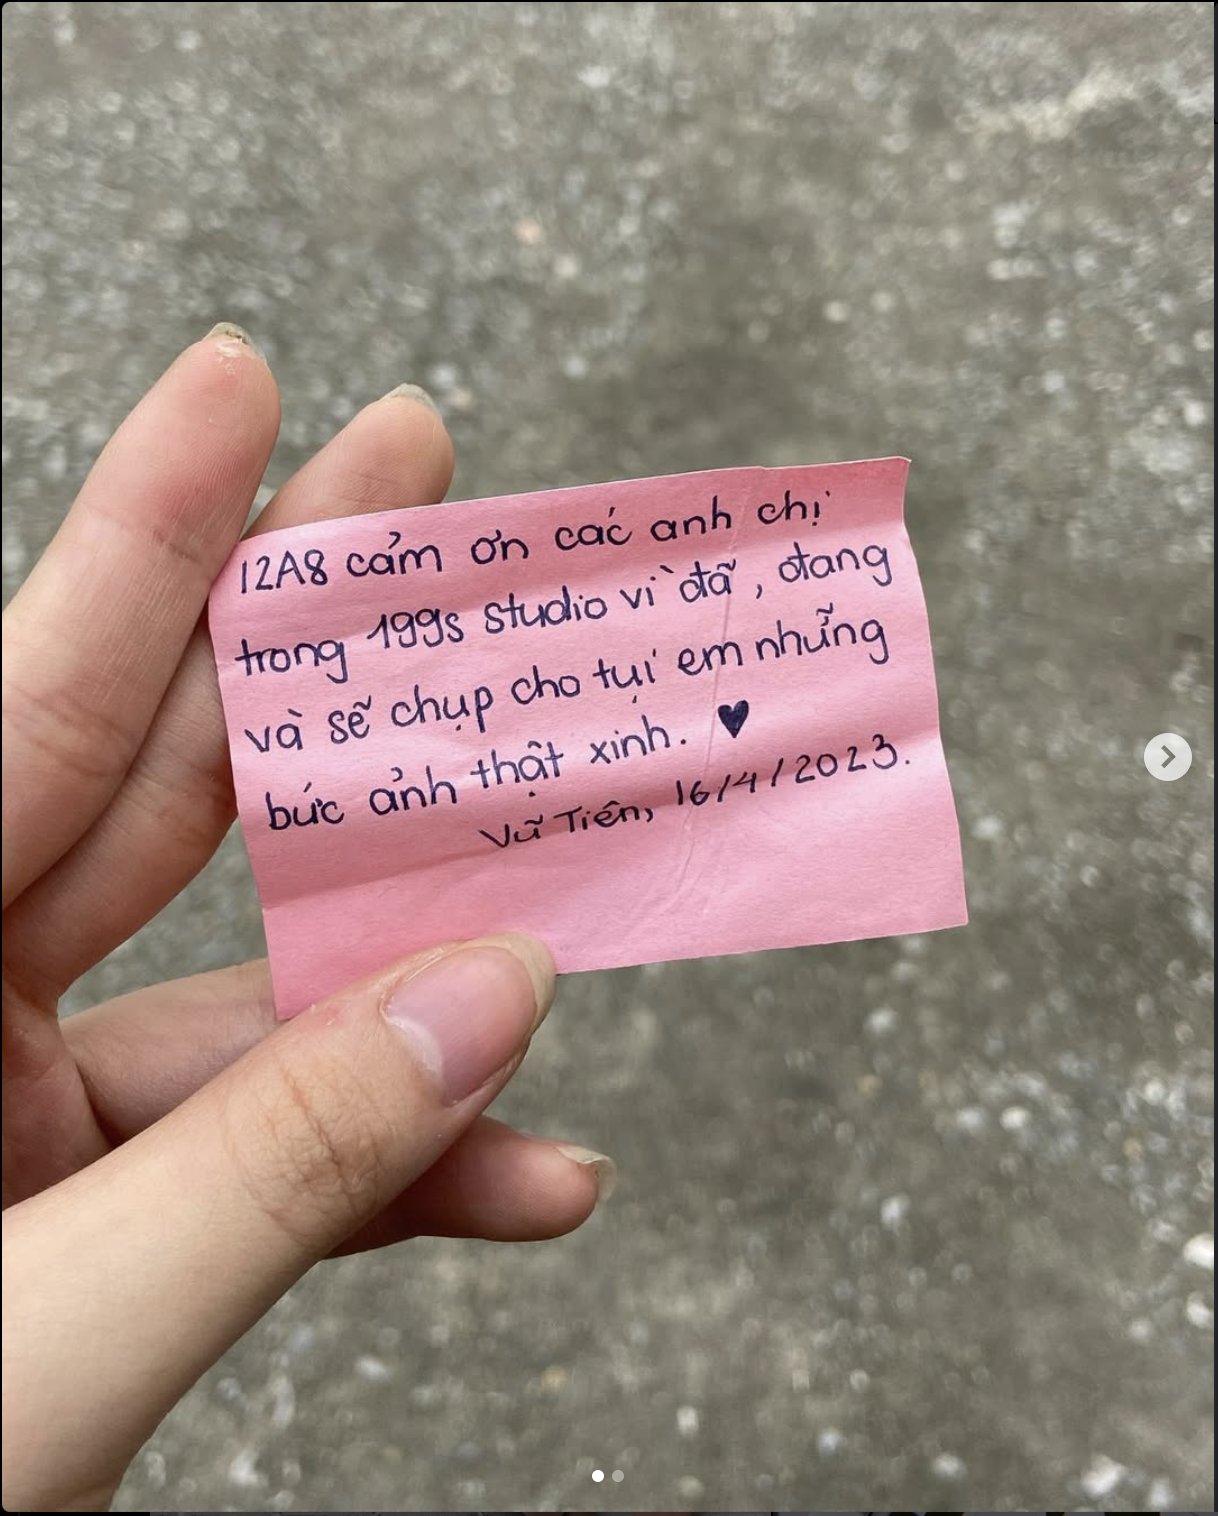 12A8 cảm ơn các anh chị
trong 199s studio vì đã, đang
và sẽ chụp cho tụi em những
bức ảnh thật xinh. ♥
Vũ Tiên, 16/4/2023.